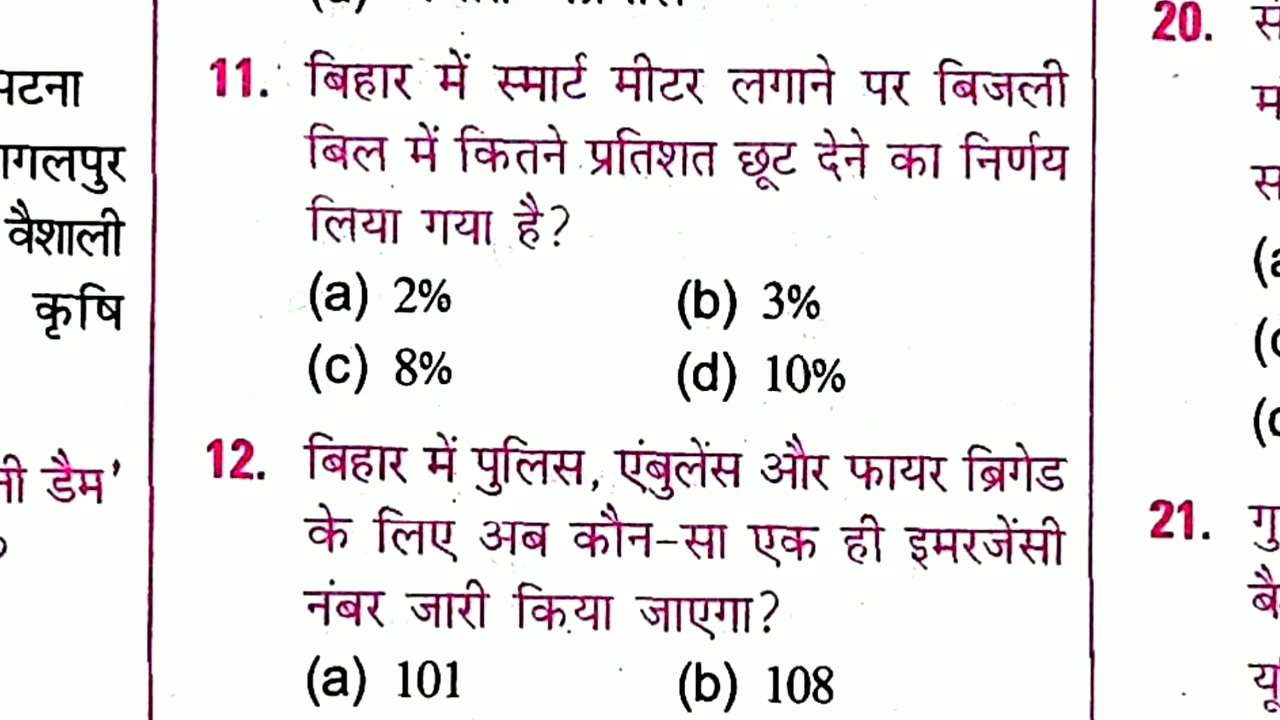 पटना
वैशाली
कृषि
डैम'
11. बिहार में स्मार्ट मीटर लगाने पर बिजली
बिल में कितने प्रतिशत छूट देने का निर्णय
लिया गया है?
(a) 2% (b) 3%
(c) 8% (d) 10%
12. बिहार में पुलिस, एंबुलेंस और फायर ब्रिगेड
के लिए अब कौन-सा एक ही इमरजेंसी
नंबर जारी किया जाएगा?
(a) 101 (b) 108
20.
21.